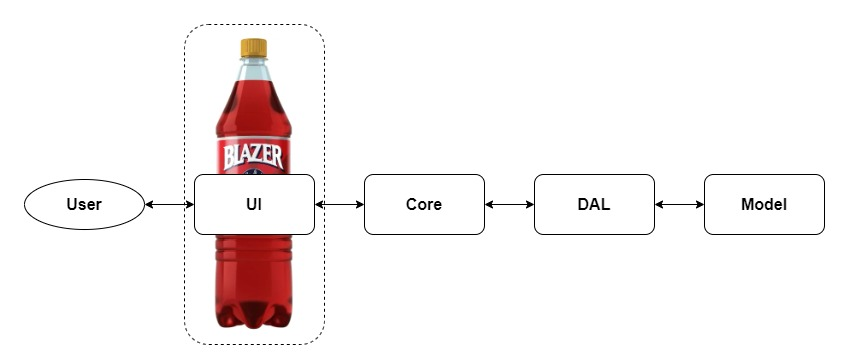 BLAZER
User
UI
Core
DAL
Model